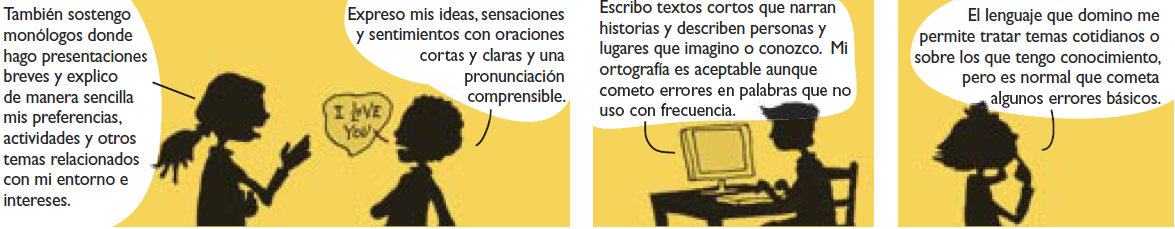 También sostengo
monólogos donde
hago presentaciones
breves y explico
de manera sencilla
mis preferencias,
actividades y otros
temas relacionados
con mi entorno e
intereses.
Expreso mis ideas, sensaciones
y sentimientos con oraciones
cortas y claras y una
pronunciación
comprensible.
I LOVE
YOU
Escribo textos cortos que narran
historias y describen personas y
lugares que imagino o conozco. Mi
ortografía es aceptable aunque
cometo errores en palabras que no
uso con frecuencia.
El lenguaje que domino me
permite tratar temas cotidianos o
sobre los que tengo conocimiento,
pero es normal que cometa
algunos errores básicos.